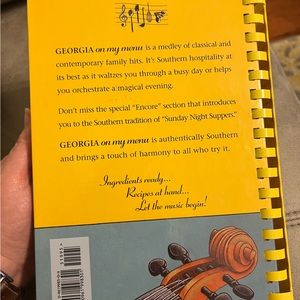 GEORGIA on my menu is a medley of classical and
contemporary family hits. It's Southern hospitality at
its best as it waltzes you through a busy day or helps
you orchestrate a magical evening.
Don't miss the special "Encore" section that introduces
you to the Southern tradition of "Sunday Night Suppers."
GEORGIA on my menu is authentically Southern
and brings a touch of harmony to all who try it.
Ingredients ready...
Recipes at hand...
Let the music begin!